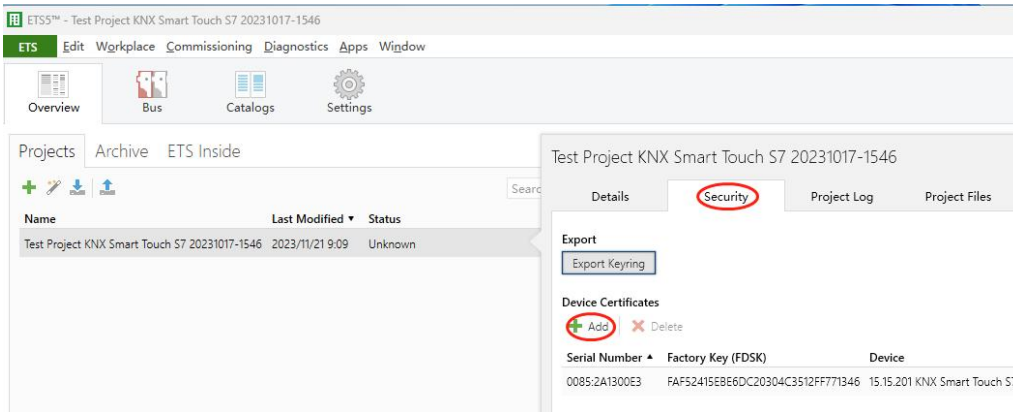 ETS5™ - Test Project KNX Smart Touch S7 20231017-1546
ETS Edit Workplace Commissioning Diagnostics Apps Window
Overview Bus Catalogs Settings
Projects Archive ETS Inside
Name Last Modified Status
Test Project KNX Smart Touch S7 20231017-1546 2023/11/21 9:09 Unknown
Test Project KNX Smart Touch S7 20231017-1546
Details Security Project Log Project Files
Export
Export Keyring
Device Certificates
Add Delete
Serial Number Factory Key (FDSK) Device
0085:2A1300E3 FAF52415EBE6DC20304C3512FF771346 15.15.201 KNX Smart Touch